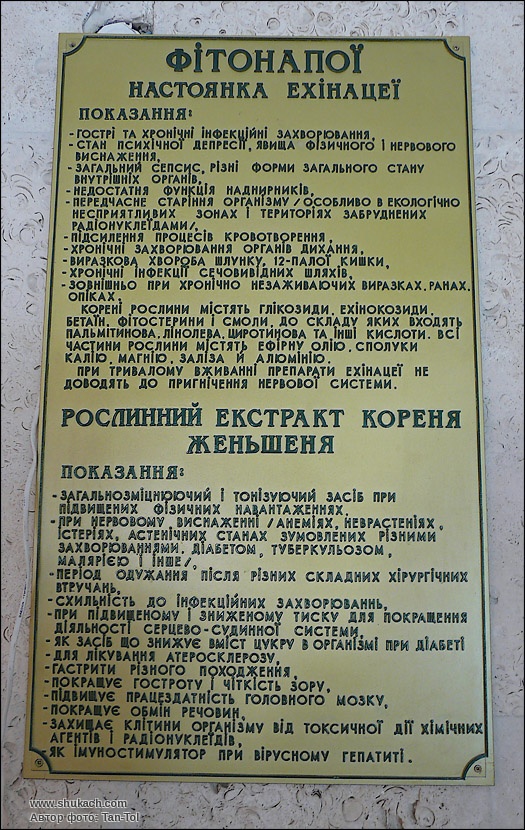 ФІТОНАПОЇ
НАСТОЯНКА ЕХІНАЦЕЇ
ПОКАЗАННЯ:
-ГОСТРІ ТА ХРОНІЧНІ ІНФЕКЦІЙНІ ЗАХВОРЮВАННЯ,
-СТАН ПСИХІЧНОЇ ДЕПРЕСІЇ, ЯВИЩА ФІЗИЧНОГО І НЕРВОВОГО
ВИСНАЖЕННЯ,
-ЗАГАЛЬНИЙ СЕПСИС, РІЗНІ ФОРМИ ЗАГАЛЬНОГО СТАНУ
ВНУТРІШНІХ ОРГАНІВ,
-НЕДОСТАТНЯ ФУНКЦІЯ НАДНИРНИКІВ,
-ПЕРЕДЧАСНЕ СТАРІННЯ ОРГАНІЗМУ /ОСОБЛИВО В ЕКОЛОГІЧНО
НЕСПРИЯТЛИВИХ ЗОНАХ І ТЕРИТОРІЯХ ЗАБРУДНЕНИХ
РАДІОНУКЛЕЇДАМИ/,
-ПІДСИЛЕННЯ ПРОЦЕСІВ КРОВОТВОРЕННЯ,
-ХРОНІЧНІ ЗАХВОРЮВАННЯ ОРГАНІВ ДИХАННЯ,
-ВИРАЗКОВА ХВОРОБА ШЛУНКУ, 12-ПАЛОЇ КИШКИ,
-ХРОНІЧНІ ІНФЕКЦІЇ СЕЧОВИВІДНИХ ШЛЯХІВ,
-ЗОВНІШНЬО ПРИ ХРОНІЧНО НЕЗАЖИВАЮЧИХ ВИРАЗКАХ, РАНАХ,
ОПІКАХ.
КОРЕНІ РОСЛИНИ МІСТЯТЬ ГЛІКОЗИДИ, ЕХІНОКОЗИДИ,
БЕТАЇН, ФІТОСТЕРИНИ І СМОЛИ, ДО СКЛАДУ ЯКИХ ВХОДЯТЬ
ПАЛЬМІТИНОВА, ЛІНОЛЕВА, ЦИРОТИНОВА ТА ІНШІ КИСЛОТИ. ВСІ
ЧАСТИНИ РОСЛИНИ МІСТЯТЬ ЕФІРНУ ОЛІЮ, СПОЛУКИ
КАЛІЮ, МАГНІЮ, ЗАЛІЗА Й АЛЮМІНІЮ.
ПРИ ТРИВАЛОМУ ВЖИВАННІ ПРЕПАРАТИ ЕХІНАЦЕЇ НЕ
ДОВОДЯТЬ ДО ПРИГНІЧЕННЯ НЕРВОВОЇ СИСТЕМИ.
РОСЛИННИЙ ЕКСТРАКТ КОРЕНЯ
ЖЕНЬШЕНЯ
ПОКАЗАННЯ:
-ЗАГАЛЬНОЗМІЦНЮЮЧИЙ І ТОНІЗУЮЧИЙ ЗАСІБ ПРИ
ПІДВИЩЕНИХ ФІЗИЧНИХ НАВАНТАЖЕННЯХ,
-ПРИ НЕРВОВОМУ ВИСНАЖЕННІ /АНЕМІЯХ, НЕВРАСТЕНІЯХ,
ІСТЕРІЯХ, АСТЕНІЧНИХ СТАНАХ ЗУМОВЛЕНИХ РІЗНИМИ
ЗАХВОРЮВАННЯМИ, ДІАБЕТОМ, ТУБЕРКУЛЬОЗОМ,
МАЛЯРІЄЮ І ІНШЕ/,
-ПЕРІОД ОДУЖАННЯ ПІСЛЯ РІЗНИХ СКЛАДНИХ ХІРУРГІЧНИХ
ВТРУЧАНЬ,
-СХИЛЬНІСТЬ ДО ІНФЕКЦІЙНИХ ЗАХВОРЮВАННЬ,
-ПРИ ПІДВИЩЕНОМУ І ЗНИЖЕНОМУ ТИСКУ ДЛЯ ПОКРАЩЕННЯ
ДІЯЛЬНОСТІ СЕРЦЕВО-СУДИННОЇ СИСТЕМИ,
-ЯК ЗАСІБ ЩО ЗНИЖУЄ ВМІСТ ЦУКРУ В ОРГАНІЗМІ ПРИ ДІАБЕТІ
-ДЛЯ ЛІКУВАННЯ АТЕРОСКЛЕРОЗУ,
-ГАСТРИТИ РІЗНОГО ПОХОДЖЕННЯ,
-ПОКРАЩУЄ ГОСТРОТУ І ЧІТКІСТЬ ЗОРУ,
-ПІДВИЩУЄ ПРАЦЕЗДАТНІСТЬ ГОЛОВНОГО МОЗКУ,
-ПОКРАЩУЄ ОБМІН РЕЧОВИН,
-ЗАХИЩАЄ КЛІТИНИ ОРГАНІЗМУ ВІД ТОКСИЧНОЇ ДІЇ ХІМІЧНИХ
АГЕНТІВ І РАДІОНУКЛЕЇДІВ,
-ЯК ІМУНОСТИМУЛЯТОР ПРИ ВІРУСНОМУ ГЕПАТИТІ.
www.shukach.com
Автор фото: Tan-Tol